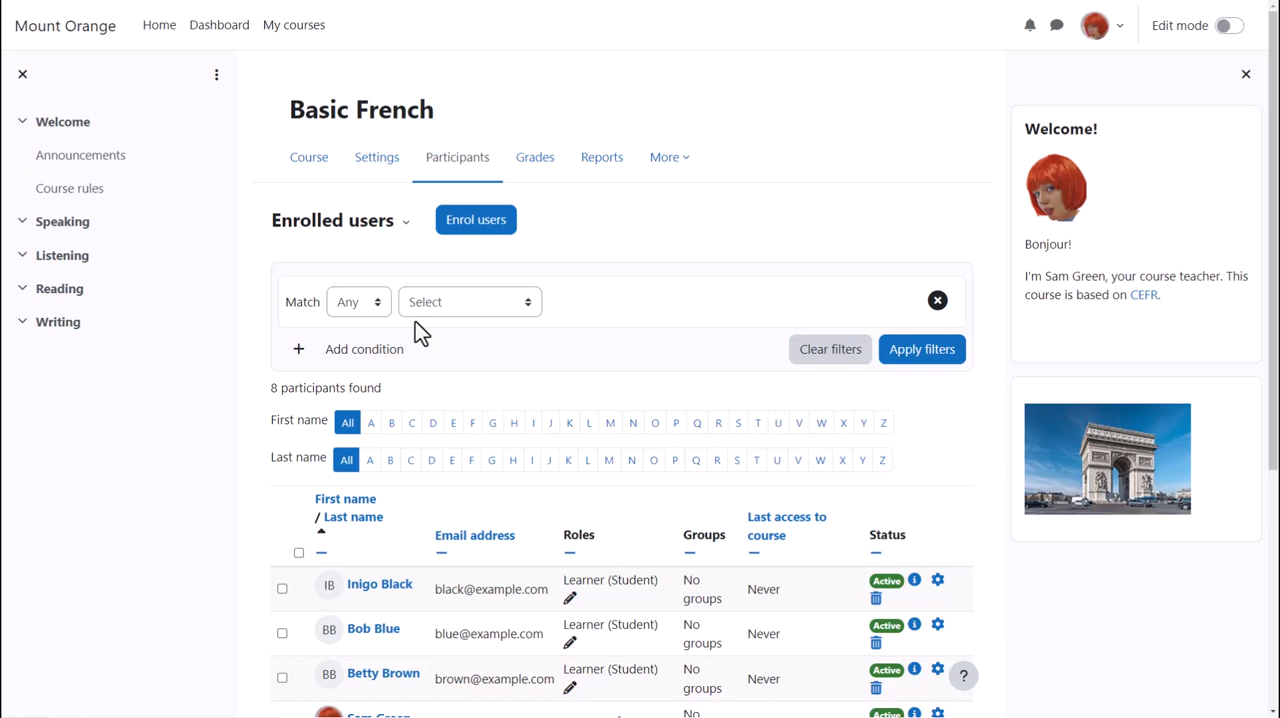 Mount Orange Home Dashboard My courses Edit mode
Welcome
Announcements
Course rules
Speaking
Listening
Reading
Writing
Basic French
Course Settings Participants Grades Reports More
Enrolled users Enrol users
Match Any Select
+ Add condition Clear filters Apply filters
8 participants found
First name All A B C D E F G H I J K L M N O P Q R S T U V W X Y Z
Last name All A B C D E F G H I J K L M N O P Q R S T U V W X Y Z
First name
/ Last name
Email address
Roles
Groups
Last access to
course
Status
IB Inigo Black black@example.com Learner (Student) No
groups
Never Active
BB Bob Blue blue@example.com Learner (Student) No
groups
Never Active
BB Betty Brown brown@example.com Learner (Student) No
groups
Never Active
Sam Green No
Active
?
Welcome!
Bonjour!
I'm Sam Green, your course teacher. This
course is based on CEFR.